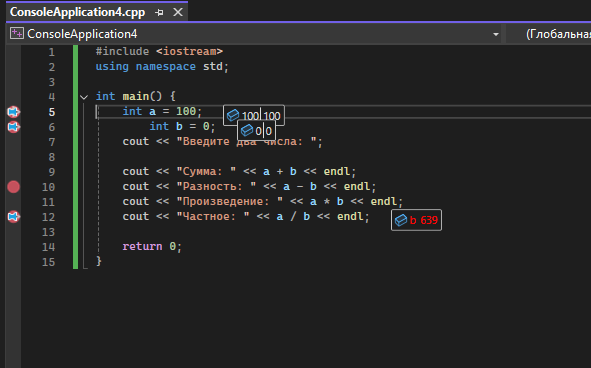 ConsoleApplication4.cpp
ConsoleApplication4 (Глобальная
1 #include <iostream>
2 using namespace std;
3
4 int main() {
5 int a = 100; 100 100
6 int b = 0; 0 0
7 cout << "Введите два числа: ";
8
9 cout << "Сумма: " << a + b << endl;
10 cout << "Разность: " << a - b << endl;
11 cout << "Произведение: " << a * b << endl;
12 cout << "Частное: " << a / b << endl; b 639
13
14 return 0;
15 }